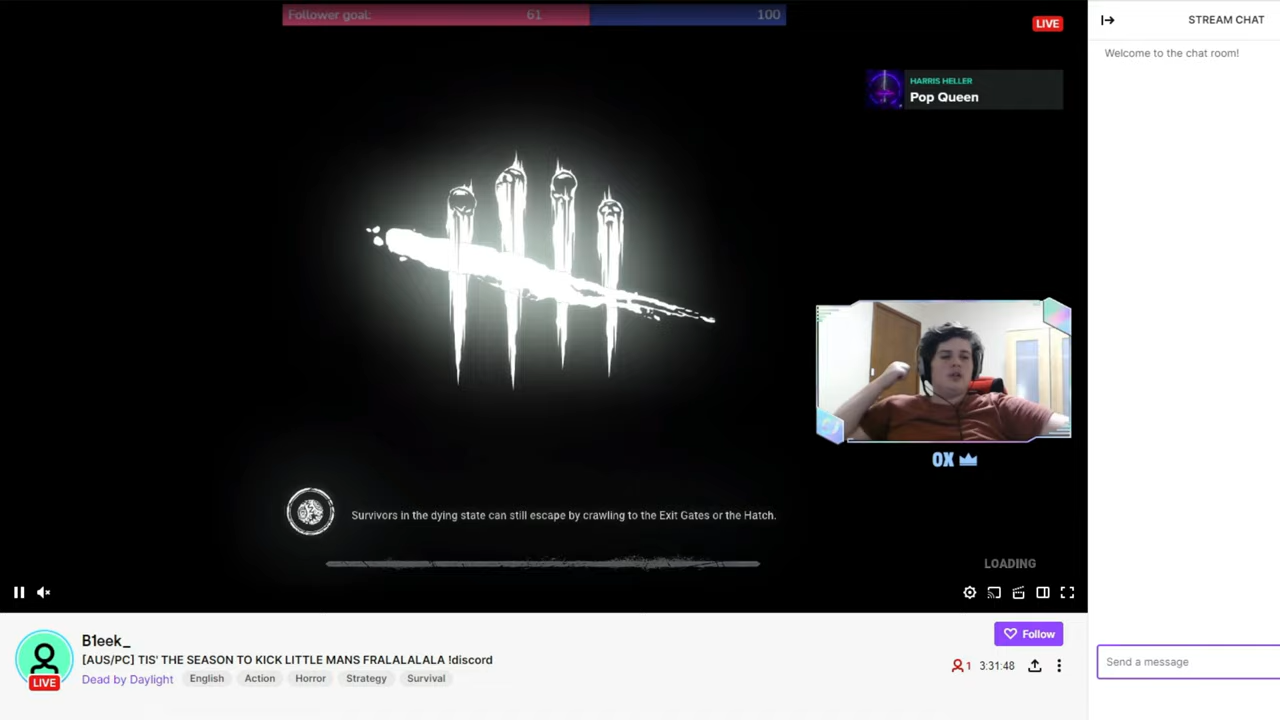 Follower goal: 61 100
LIVE
STREAM CHAT
Welcome to the chat room!
HARRIS HELLER
Pop Queen
0X
Survivors in the dying state can still escape by crawling to the Exit Gates or the Hatch.
LOADING
B1eek_
Follow
[AUS/PC] TIS' THE SEASON TO KICK LITTLE MANS FRALALALALA !discord
1 3:31:48
Dead by Daylight English Action Horror Strategy Survival
LIVE
Send a message